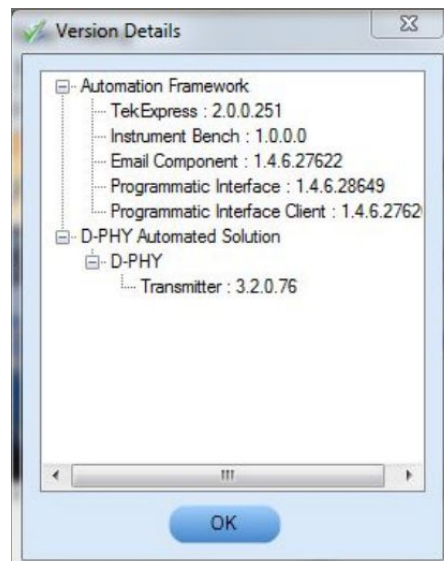 Version Details
Automation Framework
TekExpress : 2.0.0.251
Instrument Bench : 1.0.0.0
Email Component : 1.4.6.27622
Programmatic Interface : 1.4.6.28649
Programmatic Interface Client : 1.4.6.2762
D-PHY Automated Solution
D-PHY
Transmitter : 3.2.0.76
OK